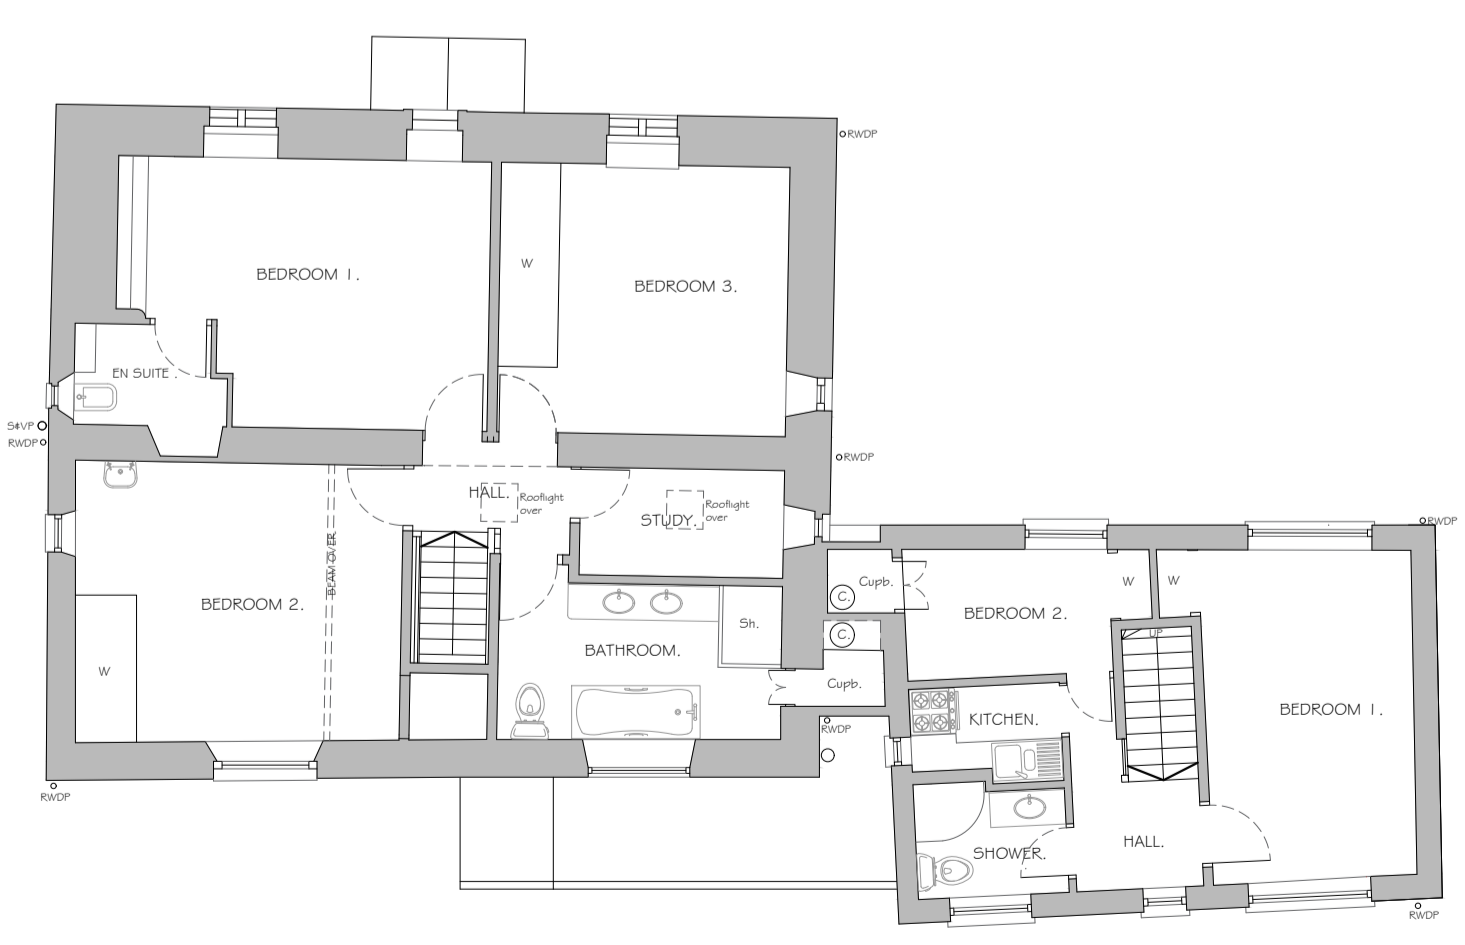 RWDP
W
BEDROOM 1.
BEDROOM 3.
EN SUITE .
S&VP
RWDP
RWDP
HALL.
Rooflight
over
STUDY.
Rooflight
over
RWDP
BEAM OVER
BEDROOM 2.
W
BATHROOM.
Sh.
C.
Cupb.
C.
Cupb.
RWDP
RWDP
BEDROOM 2.
W
W
UP
KITCHEN.
BEDROOM 1.
SHOWER.
HALL.
RWDP
RWDP